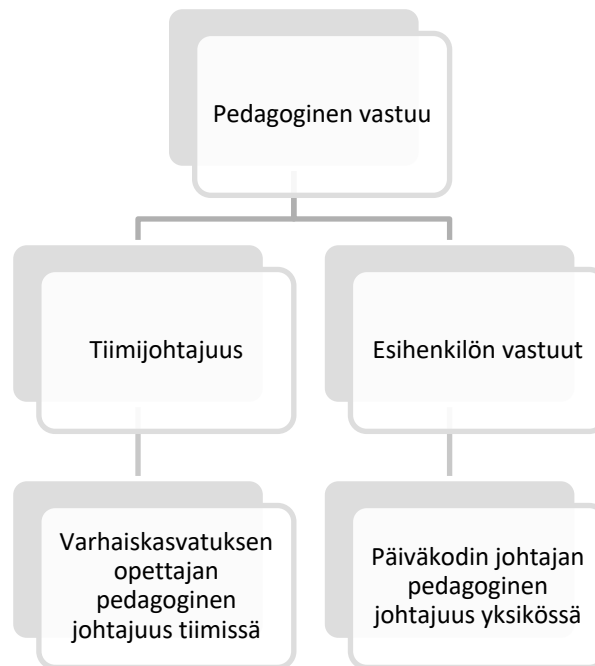 Pedagoginen vastuu
Tiimijohtajuus
Esihenkilön vastuut
Varhaiskasvatuksen
opettajan
pedagoginen
johtajuus tiimissä
Päiväkodin johtajan
pedagoginen
johtajuus yksikössä